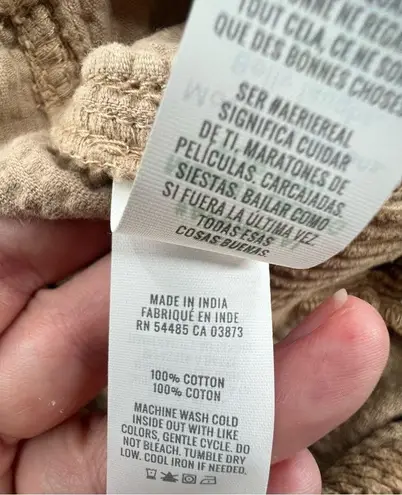 TOUT CELA, CE NE SO
QUE DES BONNES CHOSES
SER #AERIEREAL
SIGNIFICA CUIDAR
DE TI. MARATONES DE
PELÍCULAS. CARCAJADAS.
SIESTAS. BAILAR COMO
SI FUERA LA ULTIMA VEZ.
TODAS ESAS
COSAS BUENAS.
MADE IN INDIA
FABRIQUÉ EN INDE
RN 54485 CA 03873
100% COTTON
100% COTON
MACHINE WASH COLD
INSIDE OUT WITH LIKE
COLORS, GENTLE CYCLE. DO
NOT BLEACH. TUMBLE DRY
LOW. COOL IRON IF NEEDED.